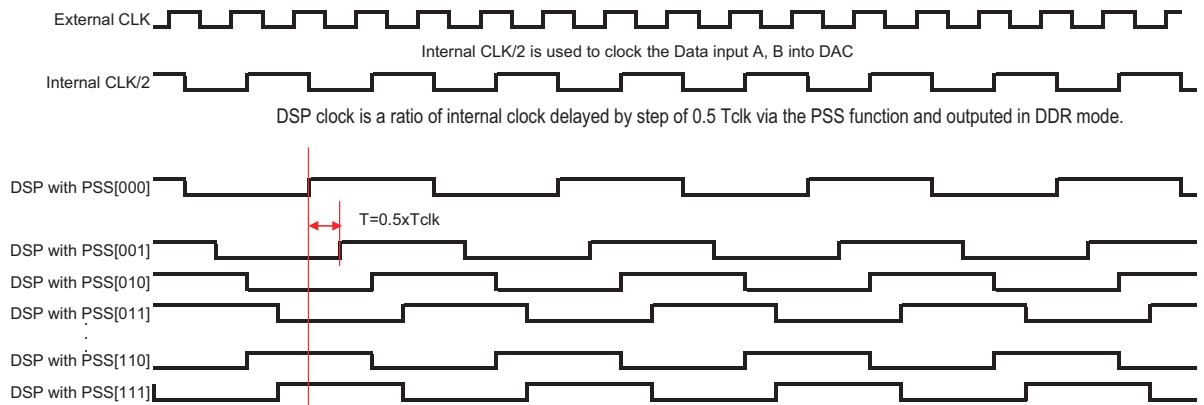 External CLK
Internal CLK/2 is used to clock the Data input A, B into DAC
Internal CLK/2
DSP clock is a ratio of internal clock delayed by step of 0.5 Tclk via the PSS function and outputed in DDR mode.
DSP with PSS[000]
T=0.5xTclk
DSP with PSS[001]
DSP with PSS[010]
DSP with PSS[011]
DSP with PSS[110]
DSP with PSS[111]